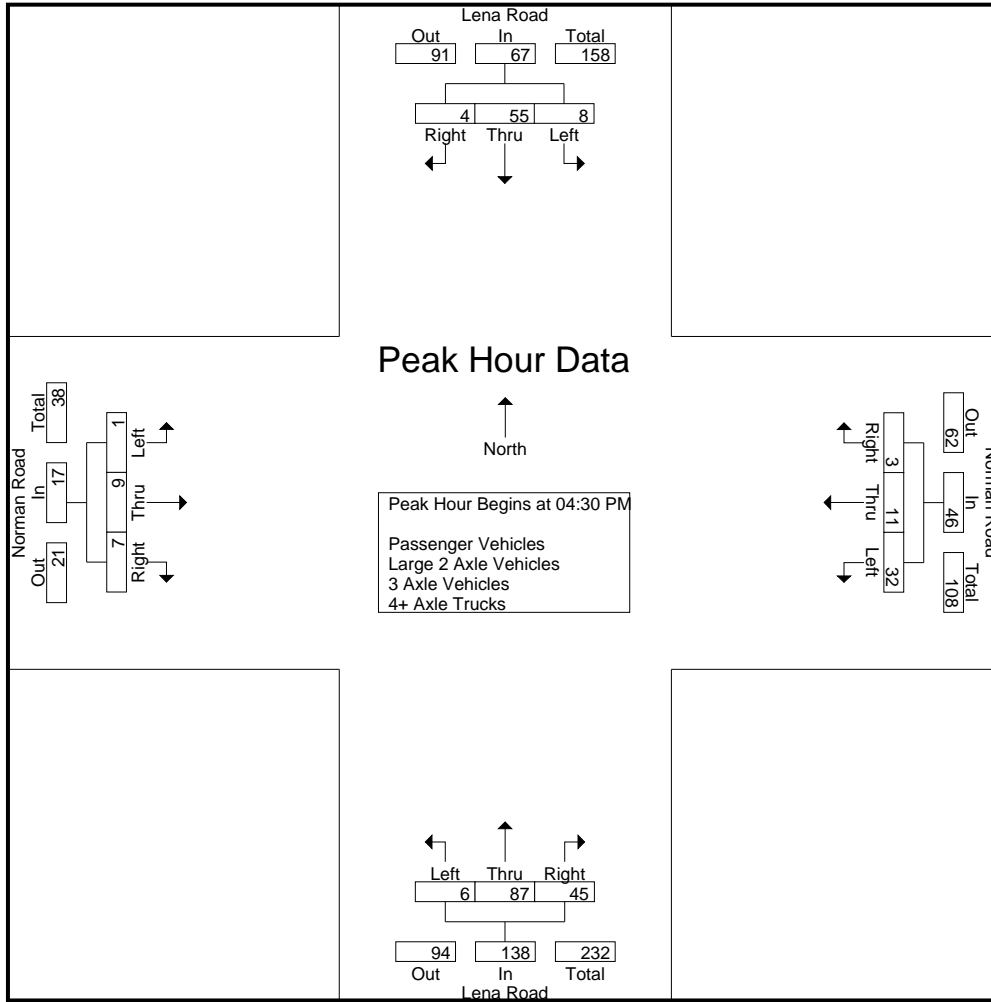 Lena Road
Out In Total
91 67 158
4 55 8
Right Thru Left
Peak Hour Data
North
Peak Hour Begins at 04:30 PM
Passenger Vehicles
Large 2 Axle Vehicles
3 Axle Vehicles
4+ Axle Trucks
Norman Road
Out In Total
21 17 38
Left Thru Right
1 9 7
Norman Road
Out In Total
62 46 108
Right Thru Left
3 11 32
Left Thru Right
6 87 45
94 138 232
Out In Total
Lena Road